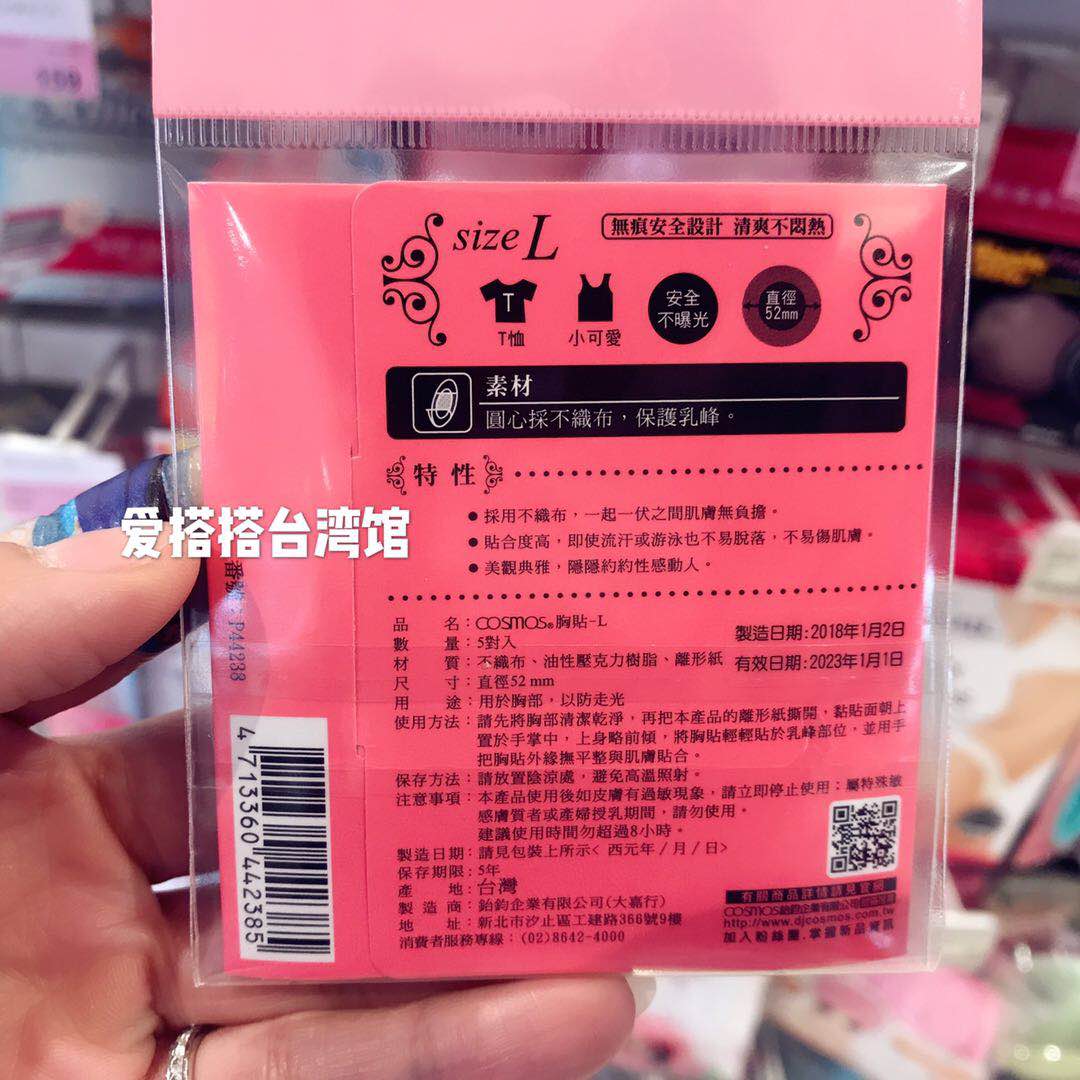 159
size L
無痕安全設計 清爽不悶熱
T
T恤
小可愛
安全
不曝光
直徑
52mm
素材
圓心採不織布，保護乳峰。
特性
● 採用不織布，一起一伏之間肌膚無負擔。
● 貼合度高，即使流汗或游泳也不易脫落，不易傷肌膚。
● 美觀典雅，隱隱約約性感動人。
爱搭搭台湾馆
番號：P44238
品 名：COSMOS®胸貼-L
數 量：5對入
材 質：不織布、油性壓克力樹脂、離形紙
尺 寸：直徑52 mm
用 途：用於胸部，以防走光
製造日期:2018年1月2日
有效日期:2023年1月1日
使用方法：請先將胸部清潔乾淨，再把本產品的離形紙撕開，黏貼面朝上
置於手掌中，上身略前傾，將胸貼輕輕貼於乳峰部位，並用手
把胸貼外緣撫平整與肌膚貼合。
保存方法：請放置陰涼處，避免高溫照射。
注意事項：本產品使用後如皮膚有過敏現象，請立即停止使用；屬特殊敏
感膚質者或產婦授乳期間，請勿使用。
建議使用時間勿超過8小時。
製造日期：請見包裝上所示< 西元年/月/日>
保存期限：5年
產 地：台灣
製 造 商：鉑鈞企業有限公司(大嘉行)
地 址：新北市汐止區工建路366號9樓
消費者服務專線：(02)8642-4000
4 713360 442385
有關商品詳情請見官網
COSMOS鉑鈞企業有限公司
http://www.djcosmos.com.tw
加入粉絲團.掌握新品資訊